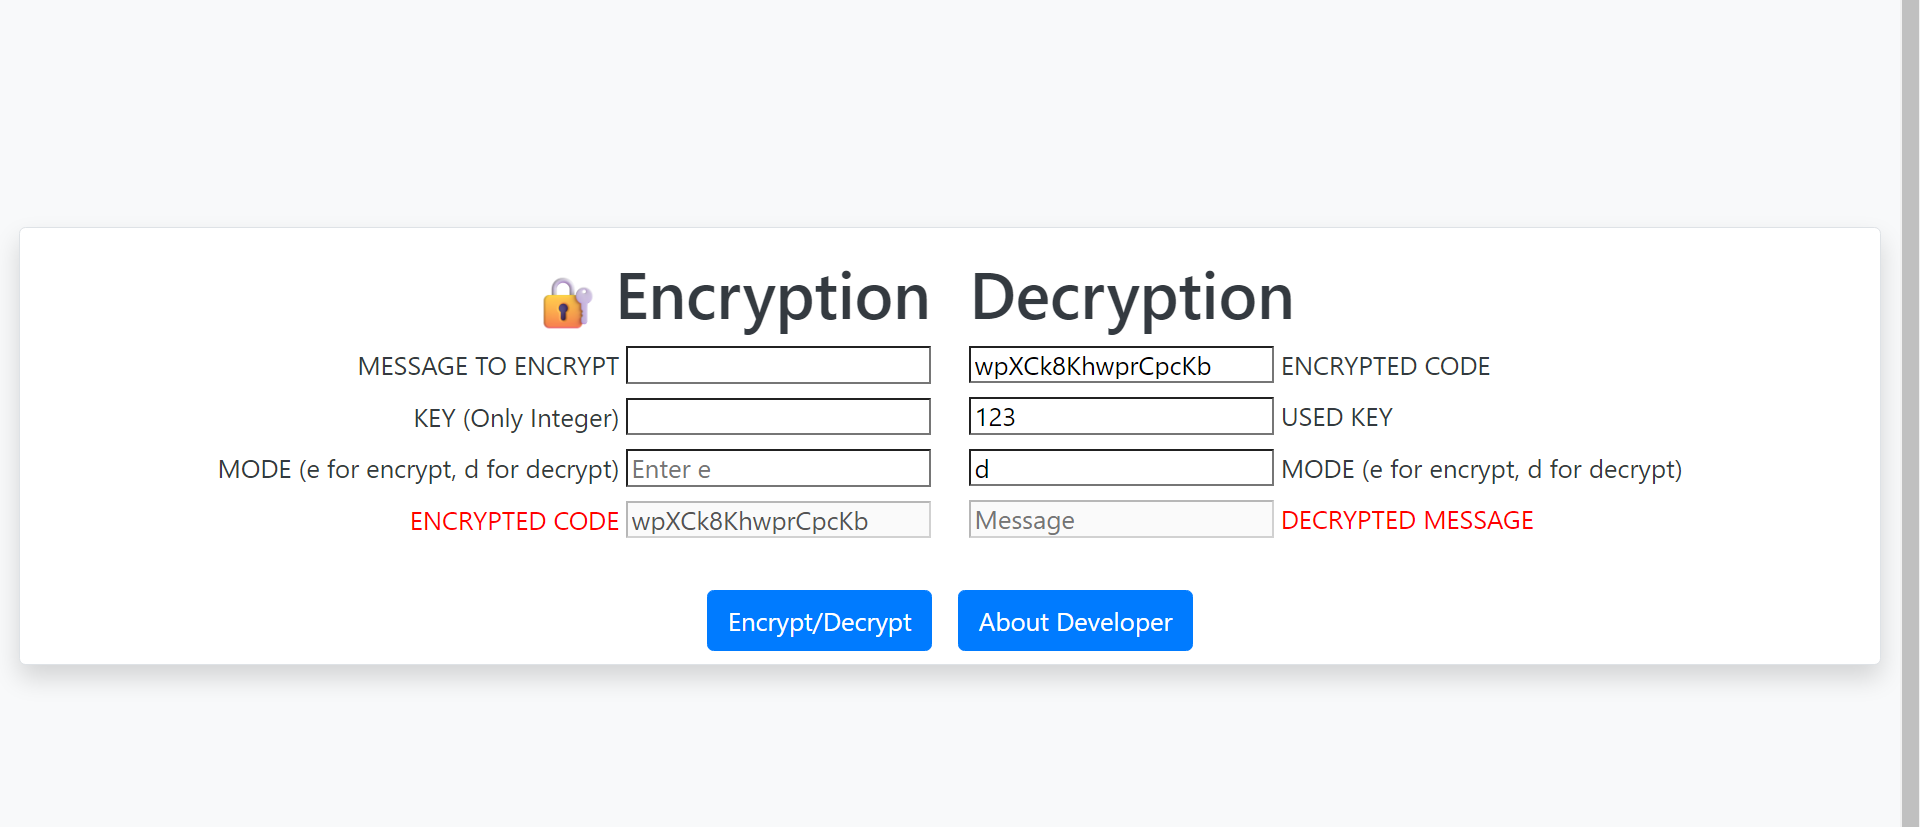 🔐 Encryption Decryption
MESSAGE TO ENCRYPT wpXCk8KhwprCpcKb ENCRYPTED CODE
KEY (Only Integer) 123 USED KEY
MODE (e for encrypt, d for decrypt) Enter e d MODE (e for encrypt, d for decrypt)
ENCRYPTED CODE wpXCk8KhwprCpcKb Message DECRYPTED MESSAGE
Encrypt/Decrypt About Developer